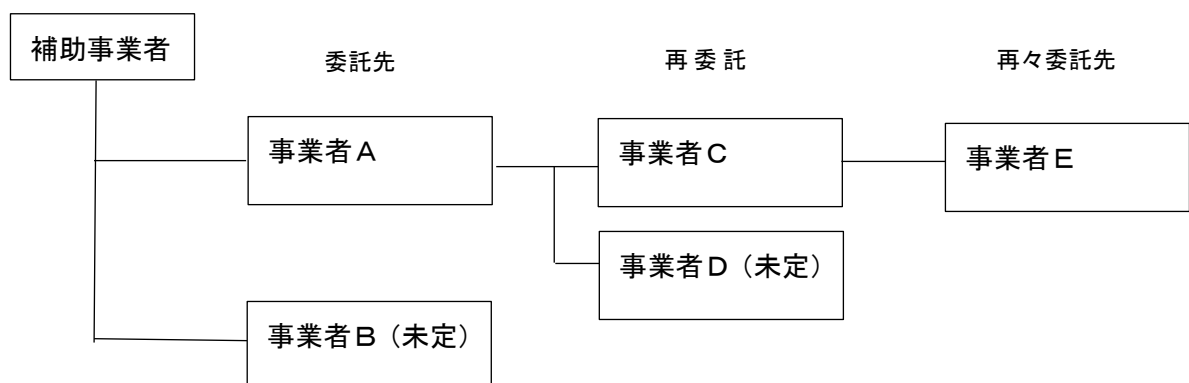 補助事業者
委託先
再委託
再々委託先
事業者A
事業者C
事業者E
事業者D（未定）
事業者B（未定）